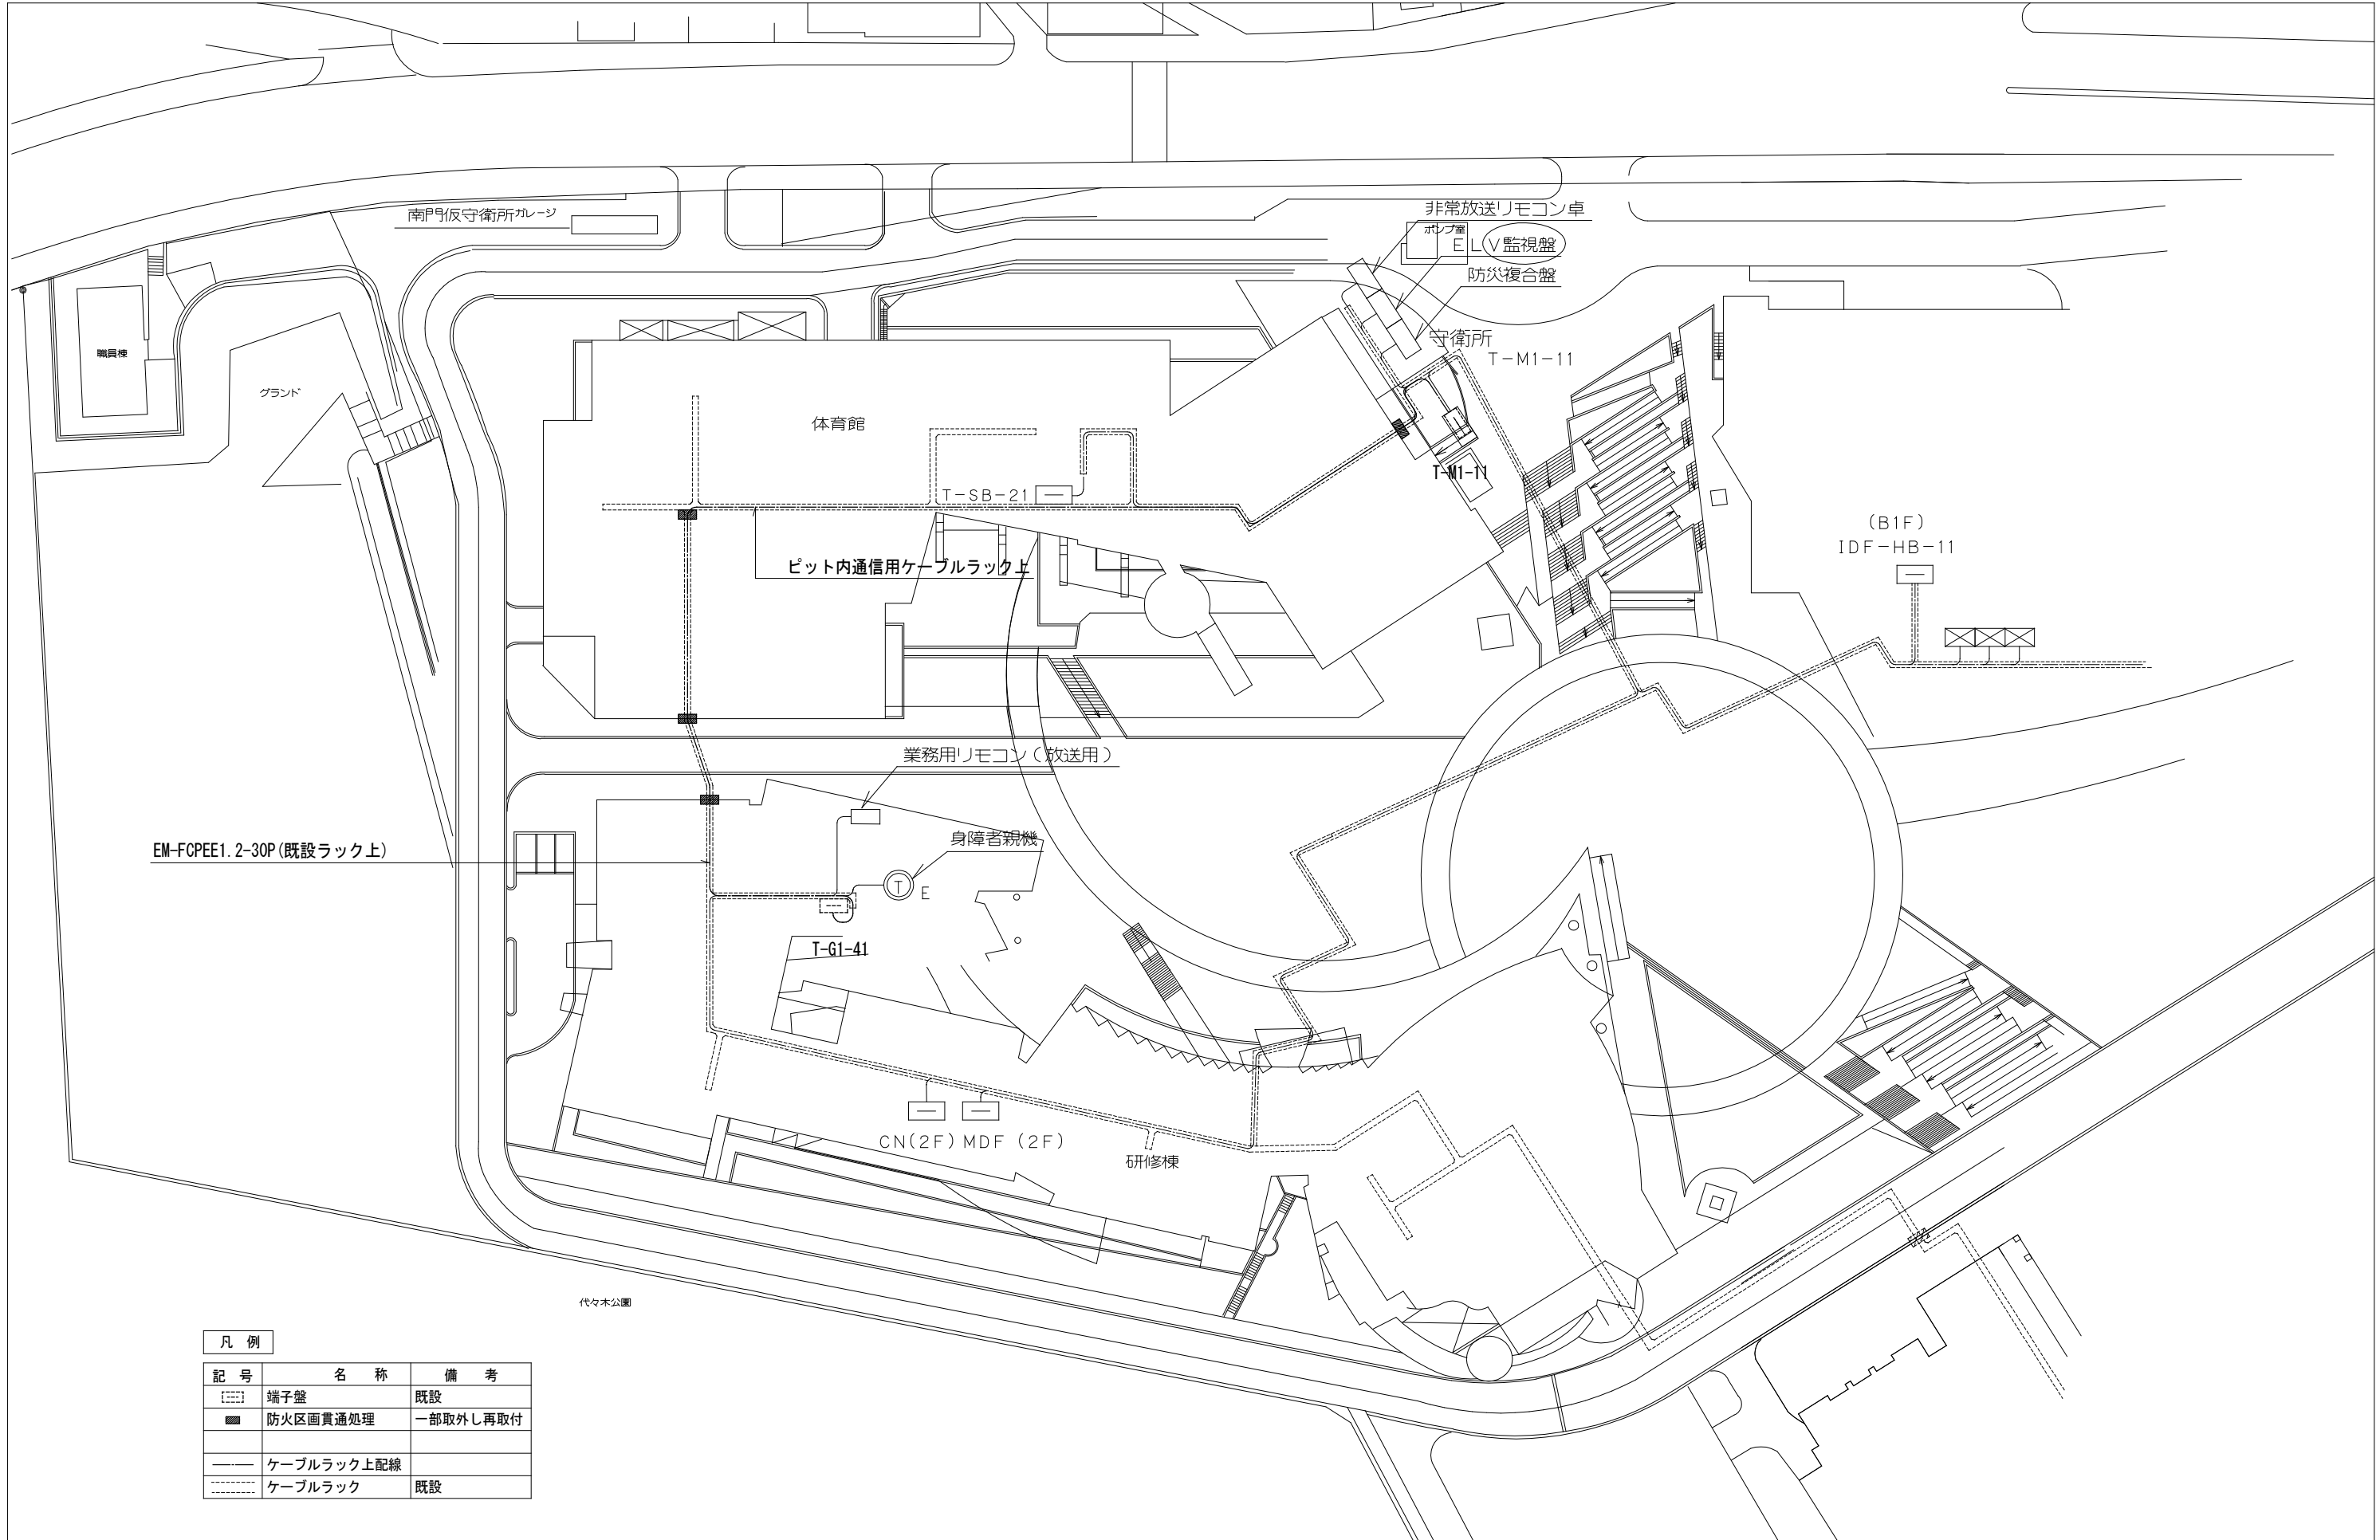 南門仮守衛所ガレージ
非常放送リモコン卓
ポンプ室
ELV監視盤
防災複合盤
守衛所
T-M1-11
職員棟
グランド
体育館
T-M1-11
T-SB-21
(B1F)
IDF-HB-11
ピット内通信用ケーブルラック上
業務用リモコン(放送用)
EM-FCPEE1.2-30P(既設ラック上)
身障者親機
T
E
T-G1-41
CN(2F) MDF (2F)
研修棟
代々木公園
凡 例
記 号 名 称 備 考
端子盤 既設
防火区画貫通処理 一部取外し再取付
ケーブルラック上配線
ケーブルラック 既設